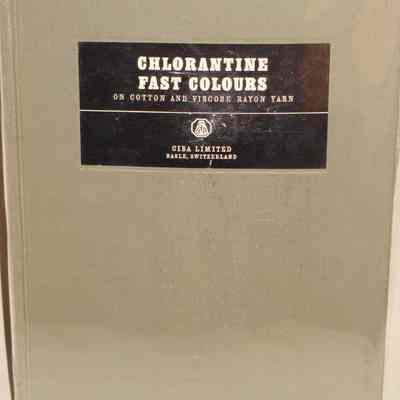 CHLORANTINE
FAST COLOURS
ON COTTON AND VISCOSE RAYON YARN
CIBA LIMITED
BASLE, SWITZERLAND